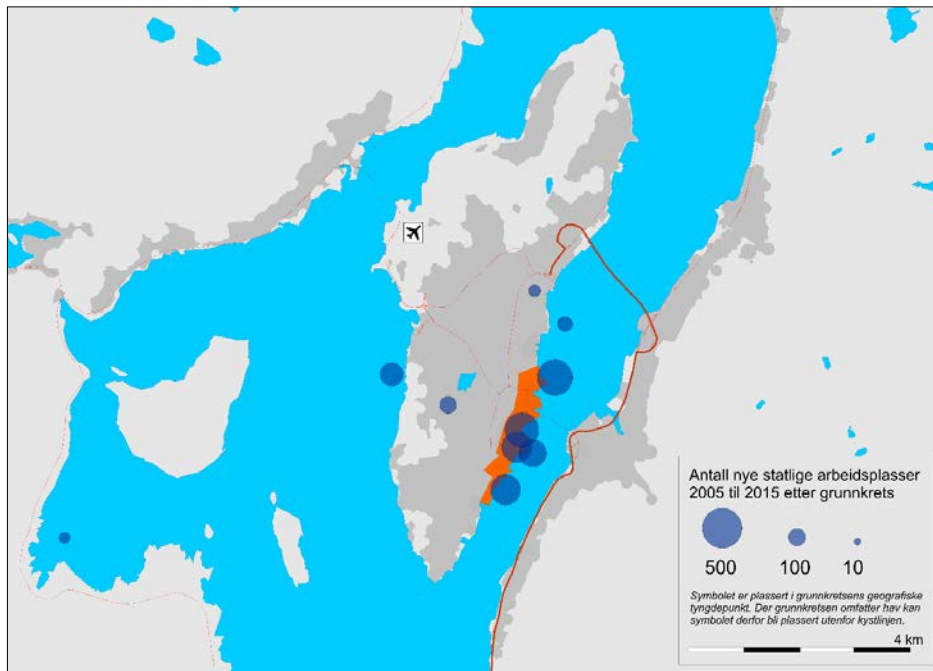 Antall nye statlige arbeidsplasser
2005 til 2015 etter grunnkrets
500 100 10
Symbolet er plassert i grunnkretsens geografiske
tyngdepunkt. Der grunnkretsen omfatter hav kan
symbolet derfor bli plassert utenfor kystlinjen.
4 km